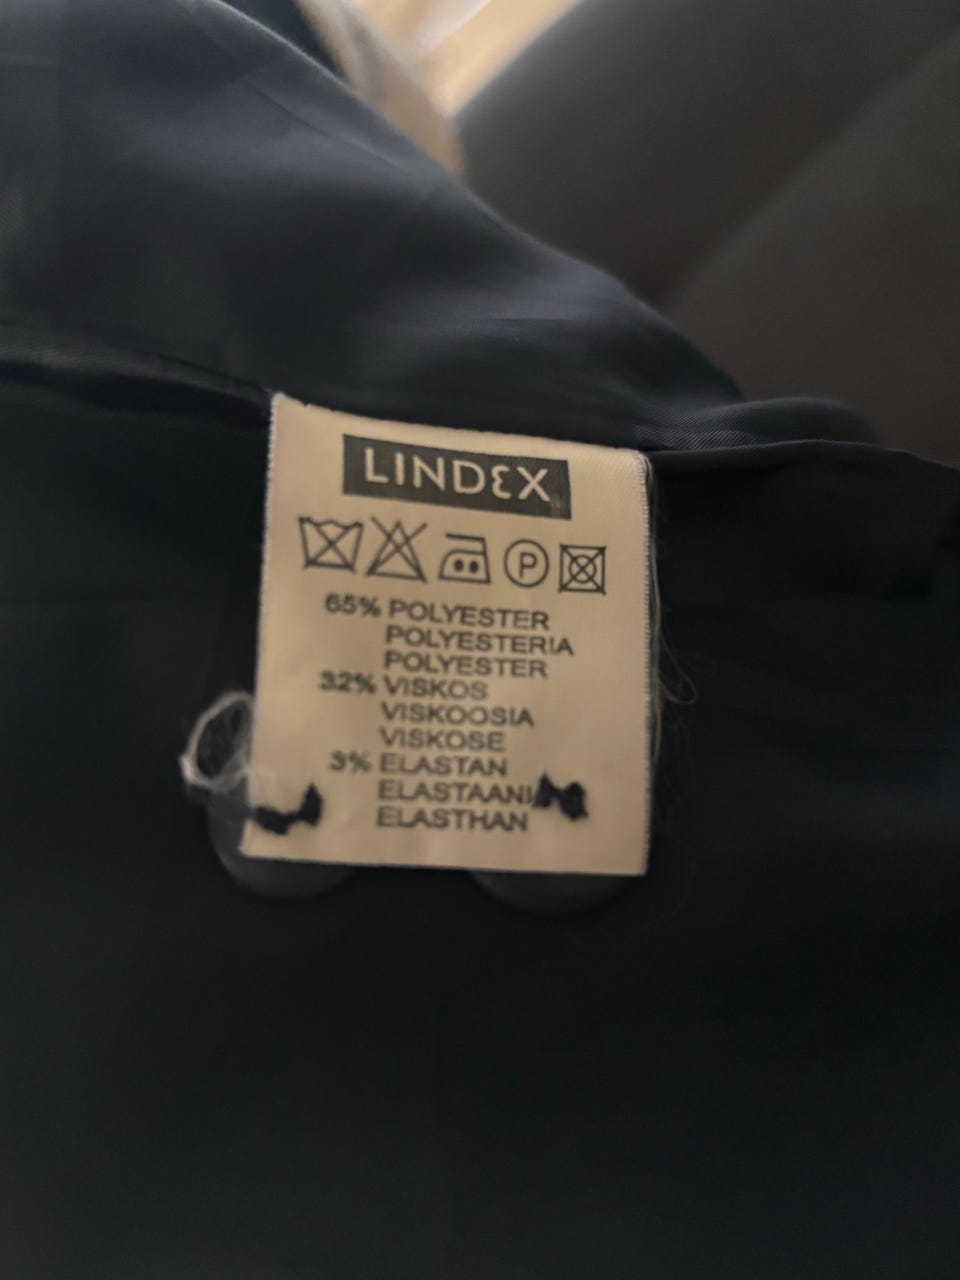 LINDEX
P
65% POLYESTER
POLYESTERIA
POLYESTER
32% VISKOS
VISKOOSIA
VISKOSE
3% ELASTAN
ELASTAANI
ELASTHAN